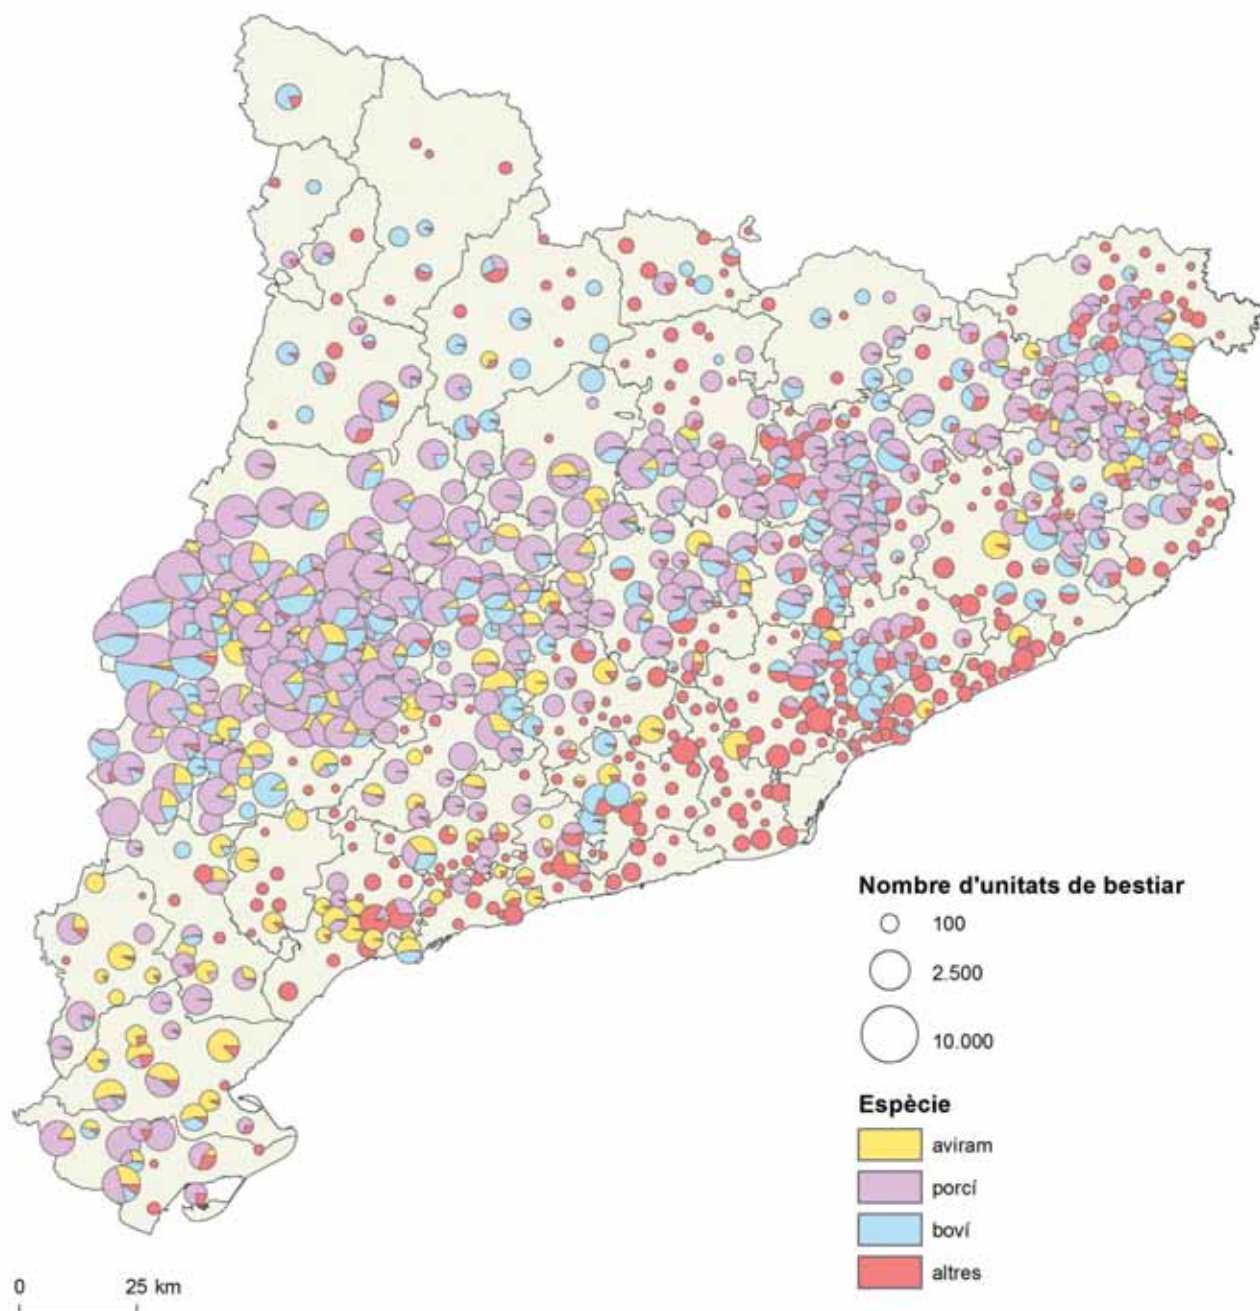 Nombre d'unitats de bestiar
100
2.500
10.000
Espècie
aviram
porcí
boví
altres
0 25 km